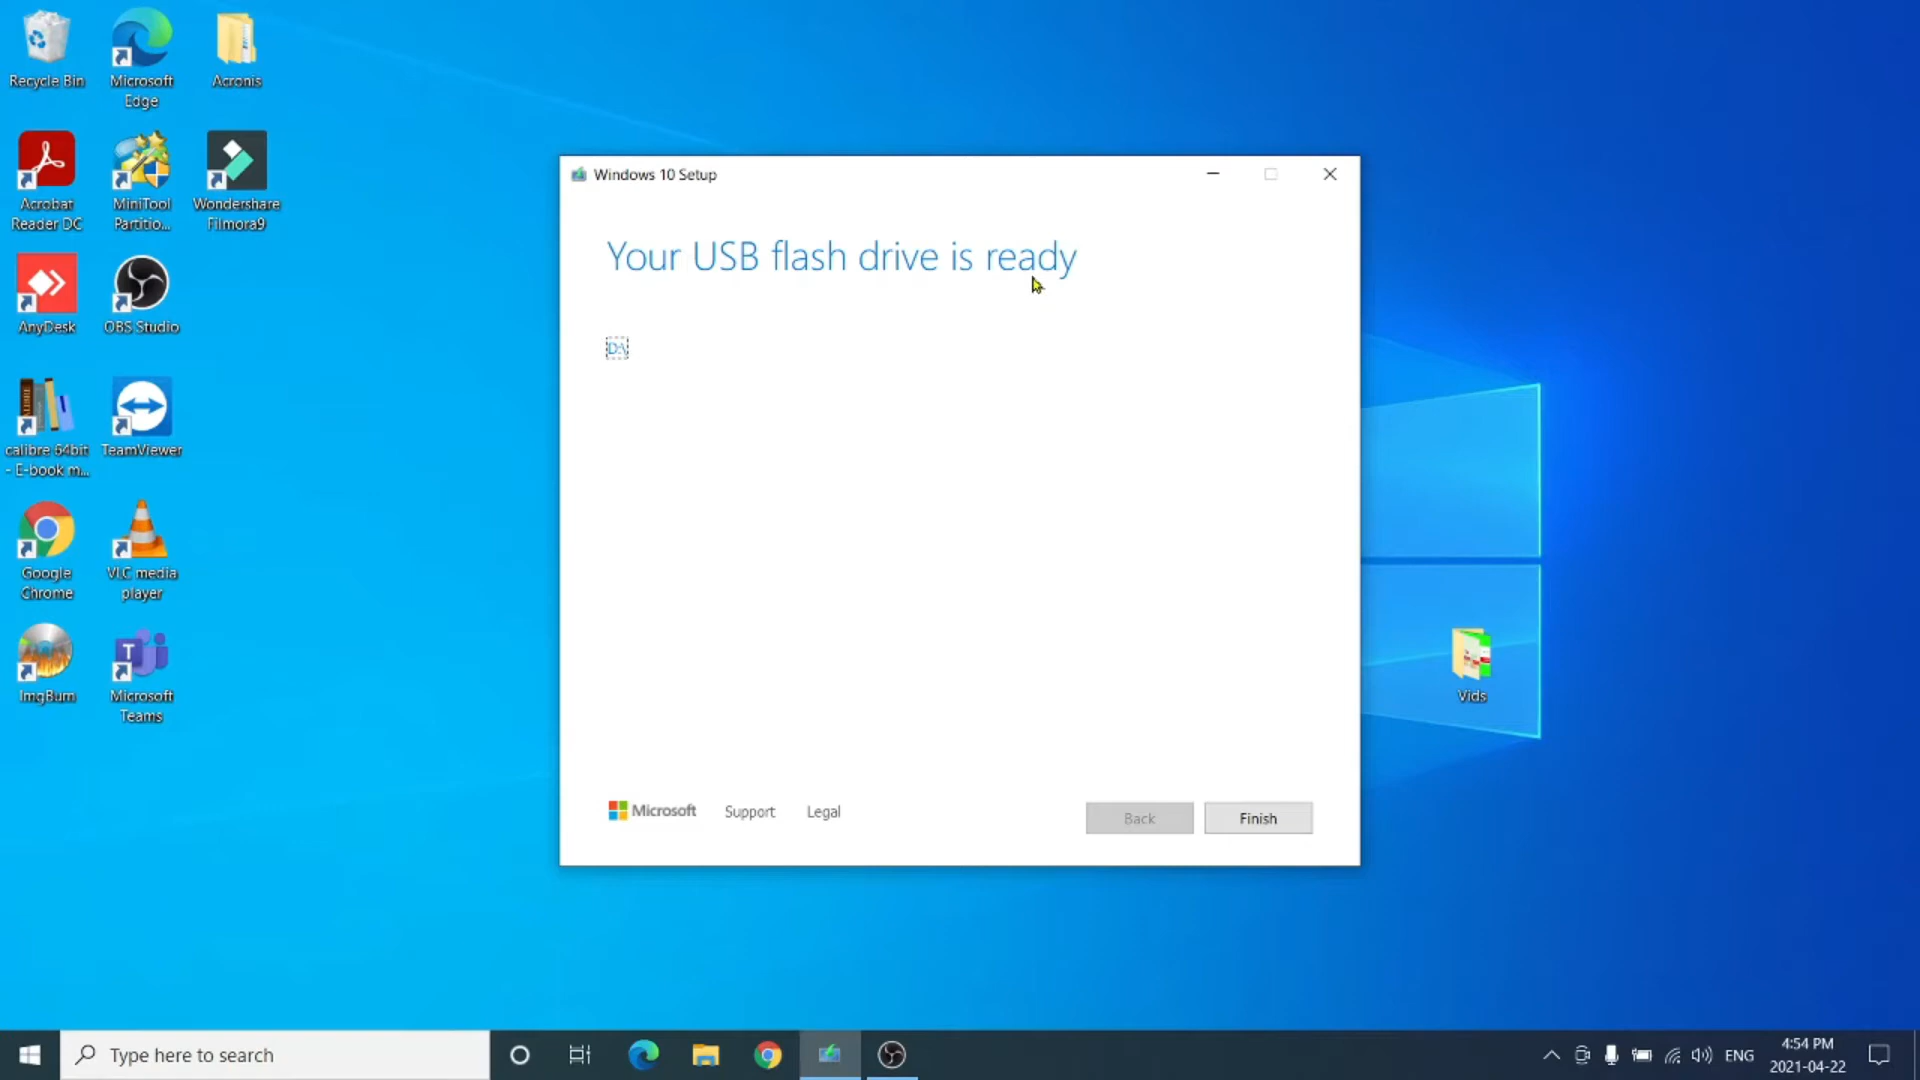 Recycle Bin
Microsoft
Edge
Acronis
Acrobat
Reader DC
MiniTool
Partitio...
Wondershare
Filmora9
AnyDesk
OBS Studio
calibre 64bit
- E-book m...
TeamViewer
Google
Chrome
VLC media
player
ImgBurn
Microsoft
Teams
Windows 10 Setup
Your USB flash drive is ready
D:\
Microsoft
Support
Legal
Back
Finish
Vids
Type here to search
ENG
4:54 PM
2021-04-22